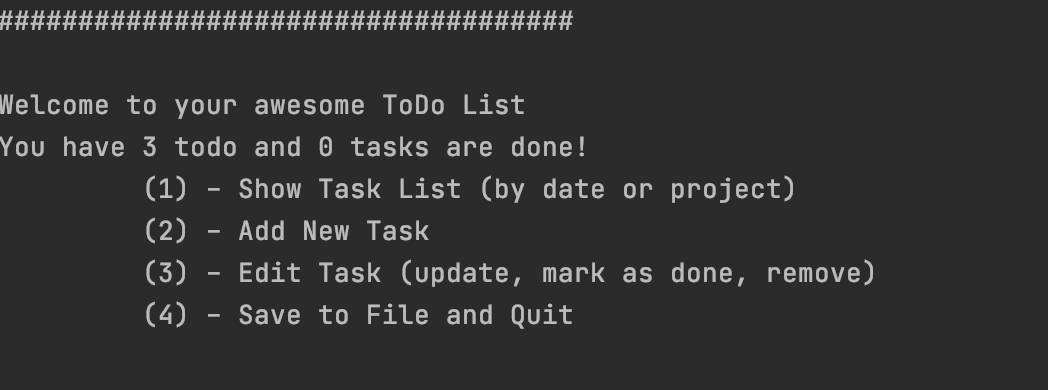 ####################################
Welcome to your awesome ToDo List
You have 3 todo and 0 tasks are done!
(1) - Show Task List (by date or project)
(2) - Add New Task
(3) - Edit Task (update, mark as done, remove)
(4) - Save to File and Quit